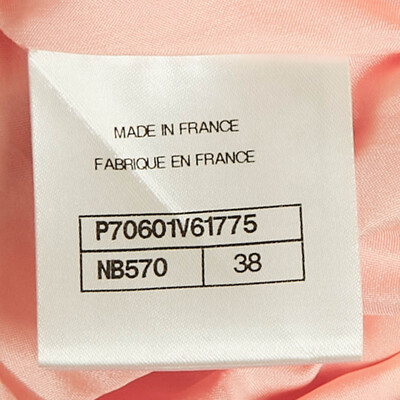 MADE IN FRANCE
FABRIQUE EN FRANCE
P70601V61775
NB570 38